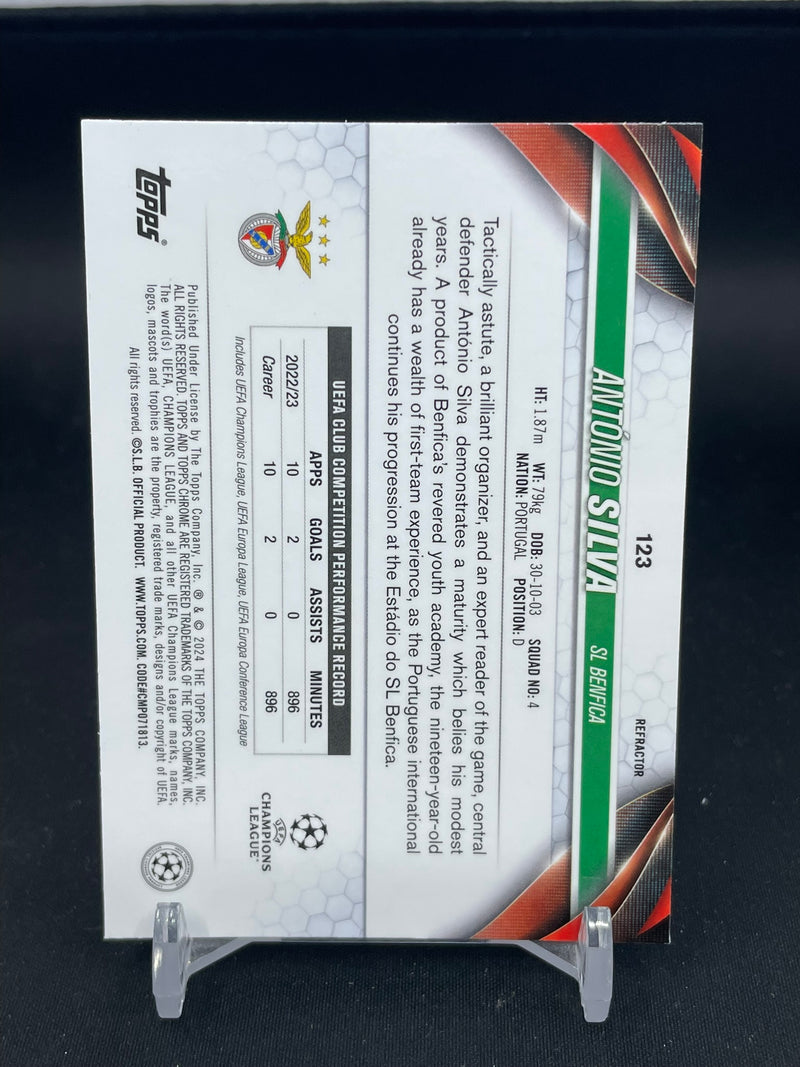 123
REFRACTOR
ANTÓNIO SILVA SL BENFICA
HT: 1.87m WT: 79kg DOB: 30-10-03 SQUAD NO: 4
NATION: PORTUGAL POSITION: D
Tactically astute, a brilliant organizer, and an expert reader of the game, central
defender António Silva demonstrates a maturity which belies his modest
years. A product of Benfica's revered youth academy, the nineteen-year-old
already has a wealth of first-team experience, as the Portuguese international
continues his progression at the Estádio do SL Benfica.
UEFA CLUB COMPETITION PERFORMANCE RECORD
APPS GOALS ASSISTS MINUTES
2022/23 10 2 0 896
Career 10 2 0 896
Includes UEFA Champions League, UEFA Europa League, UEFA Europa Conference League
UEFA
CHAMPIONS
LEAGUE
topps®
Published Under License by The Topps Company, Inc. ® & © 2024 THE TOPPS COMPANY, INC.
ALL RIGHTS RESERVED. TOPPS AND TOPPS CHROME ARE REGISTERED TRADEMARKS OF THE TOPPS COMPANY, INC.
The word(s) UEFA, CHAMPIONS LEAGUE, and all other UEFA Champions League marks, names,
logos, mascots and trophies are the property, registered trade marks, designs and/or copyright of UEFA.
All rights reserved. ©S.L.B. OFFICIAL PRODUCT. WWW.TOPPS.COM. CODE#CMP071813.